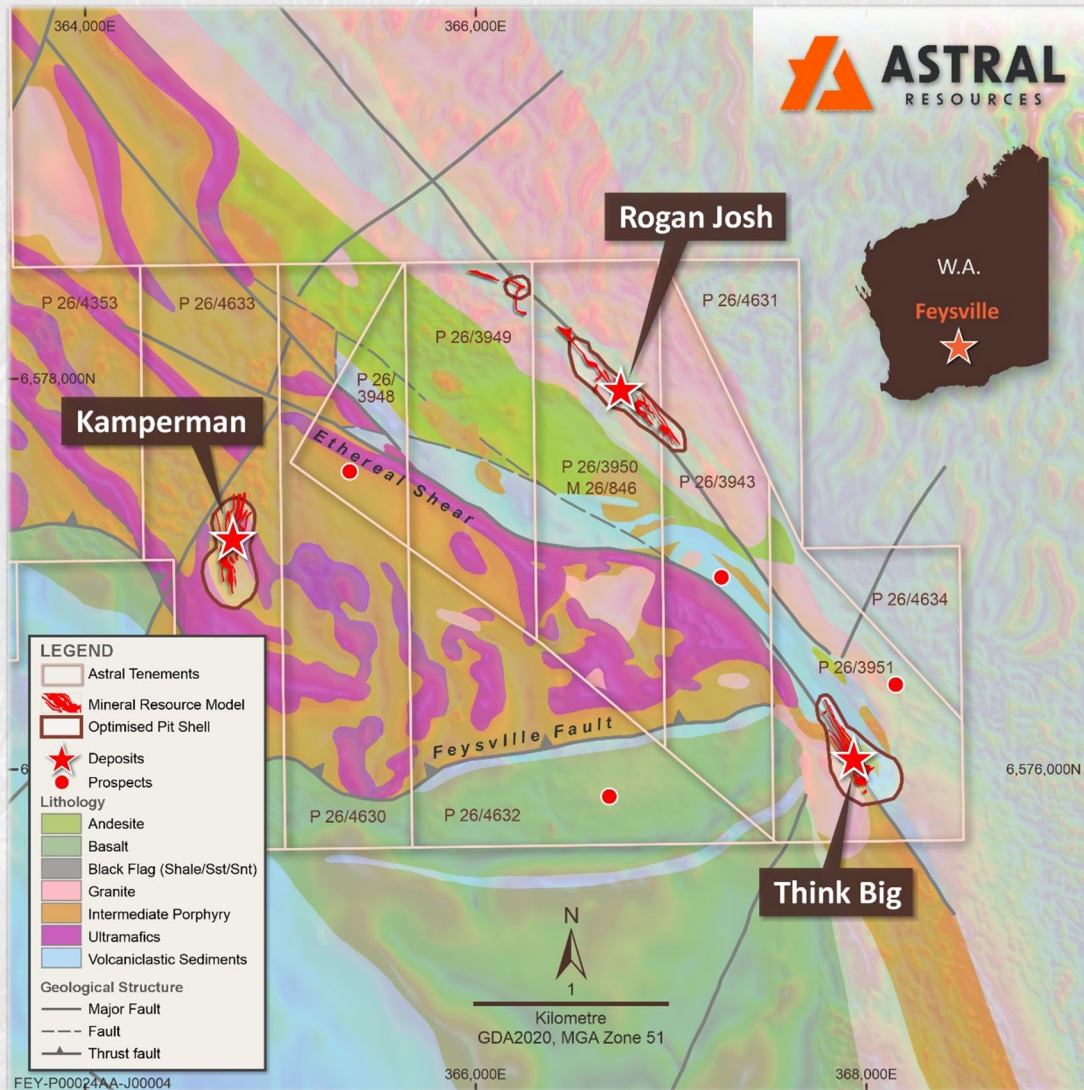 364,000E
366,000E
ASTRAL
RESOURCES
Rogan Josh
W.A.
Feysville
P 26/4353
P 26/4633
P 26/3949
P 26/4631
6,578,000N
P 26/
3948
Kamperman
Ethereal Shear
P 26/3950
M 26/846
P 26/3943
P 26/4634
P 26/3951
Feysville Fault
6,576,000N
P 26/4630
P 26/4632
Think Big
LEGEND
Astral Tenements
Mineral Resource Model
Optimised Pit Shell
Deposits
Prospects
Lithology
Andesite
Basalt
Black Flag (Shale/Sst/Snt)
Granite
Intermediate Porphyry
Ultramafics
Volcaniclastic Sediments
Geological Structure
Major Fault
Fault
Thrust fault
N
1
Kilometre
GDA2020, MGA Zone 51
FEY-P00024AA-J00004
366,000E
368,000E